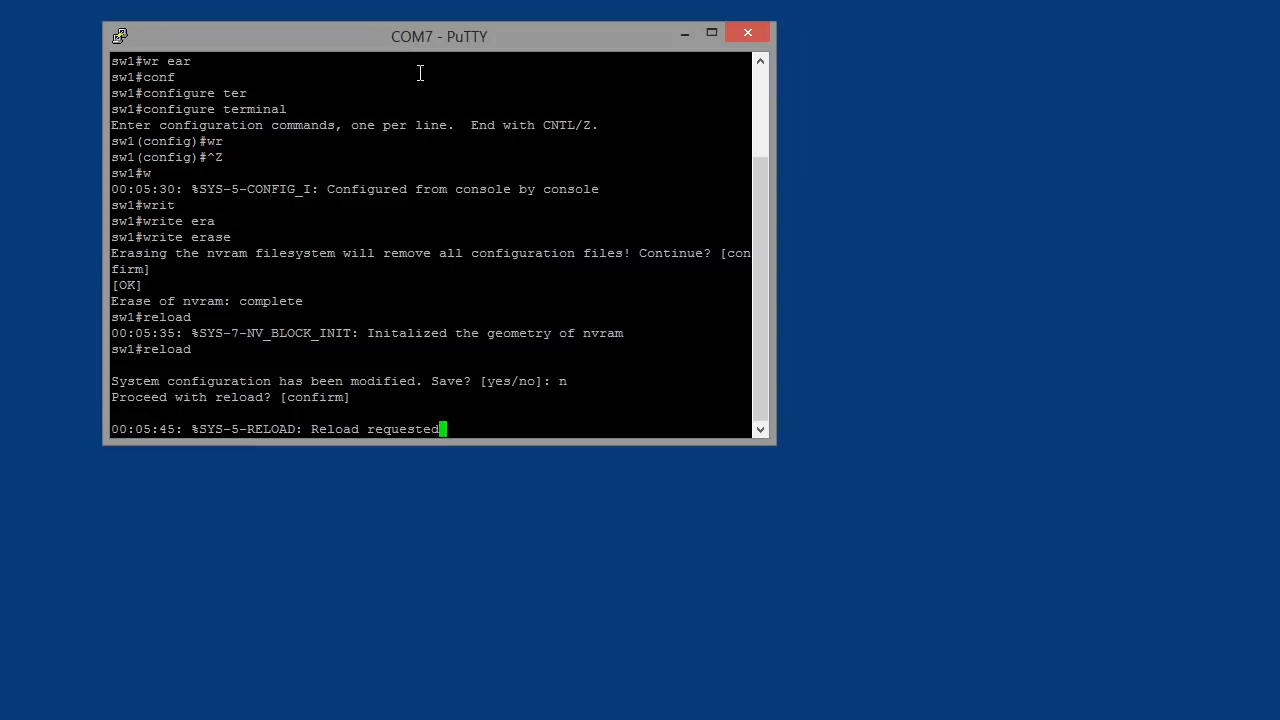 COM7 - PuTTY
sw1#wr ear
sw1#conf
sw1#configure ter
sw1#configure terminal
Enter configuration commands, one per line.  End with CNTL/Z.
sw1(config)#wr
sw1(config)#^Z
sw1#w
00:05:30: %SYS-5-CONFIG_I: Configured from console by console
sw1#writ
sw1#write era
sw1#write erase
Erasing the nvram filesystem will remove all configuration files! Continue? [con
firm]
[OK]
Erase of nvram: complete
sw1#reload
00:05:35: %SYS-7-NV_BLOCK_INIT: Initalized the geometry of nvram
sw1#reload
System configuration has been modified. Save? [yes/no]: n
Proceed with reload? [confirm]
00:05:45: %SYS-5-RELOAD: Reload requested